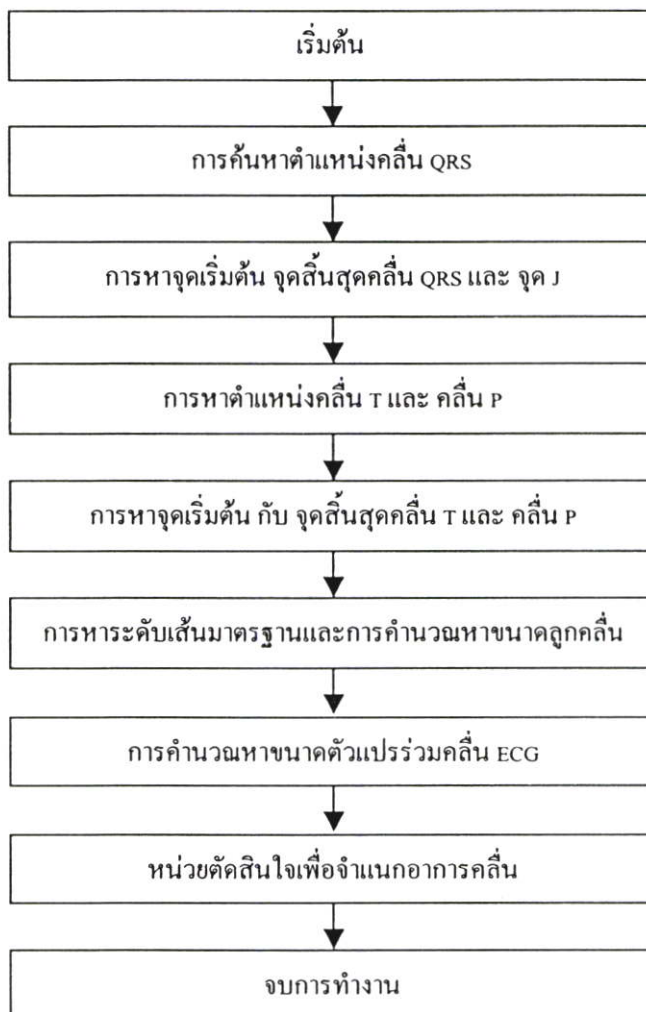 เริ่มต้น
การค้นหาตำแหน่งคลื่น QRS
การหาจุดเริ่มต้น จุดสิ้นสุดคลื่น QRS และ จุด J
การหาตำแหน่งคลื่น T และ คลื่น P
การหาจุดเริ่มต้น กับ จุดสิ้นสุดคลื่น T และ คลื่น P
การหาระดับเส้นมาตรฐานและการคำนวณหาขนาดลูกคลื่น
การคำนวณหาขนาดตัวแปรร่วมคลื่น ECG
หน่วยตัดสินใจเพื่อจำแนกอาการคลื่น
จบการทำงาน